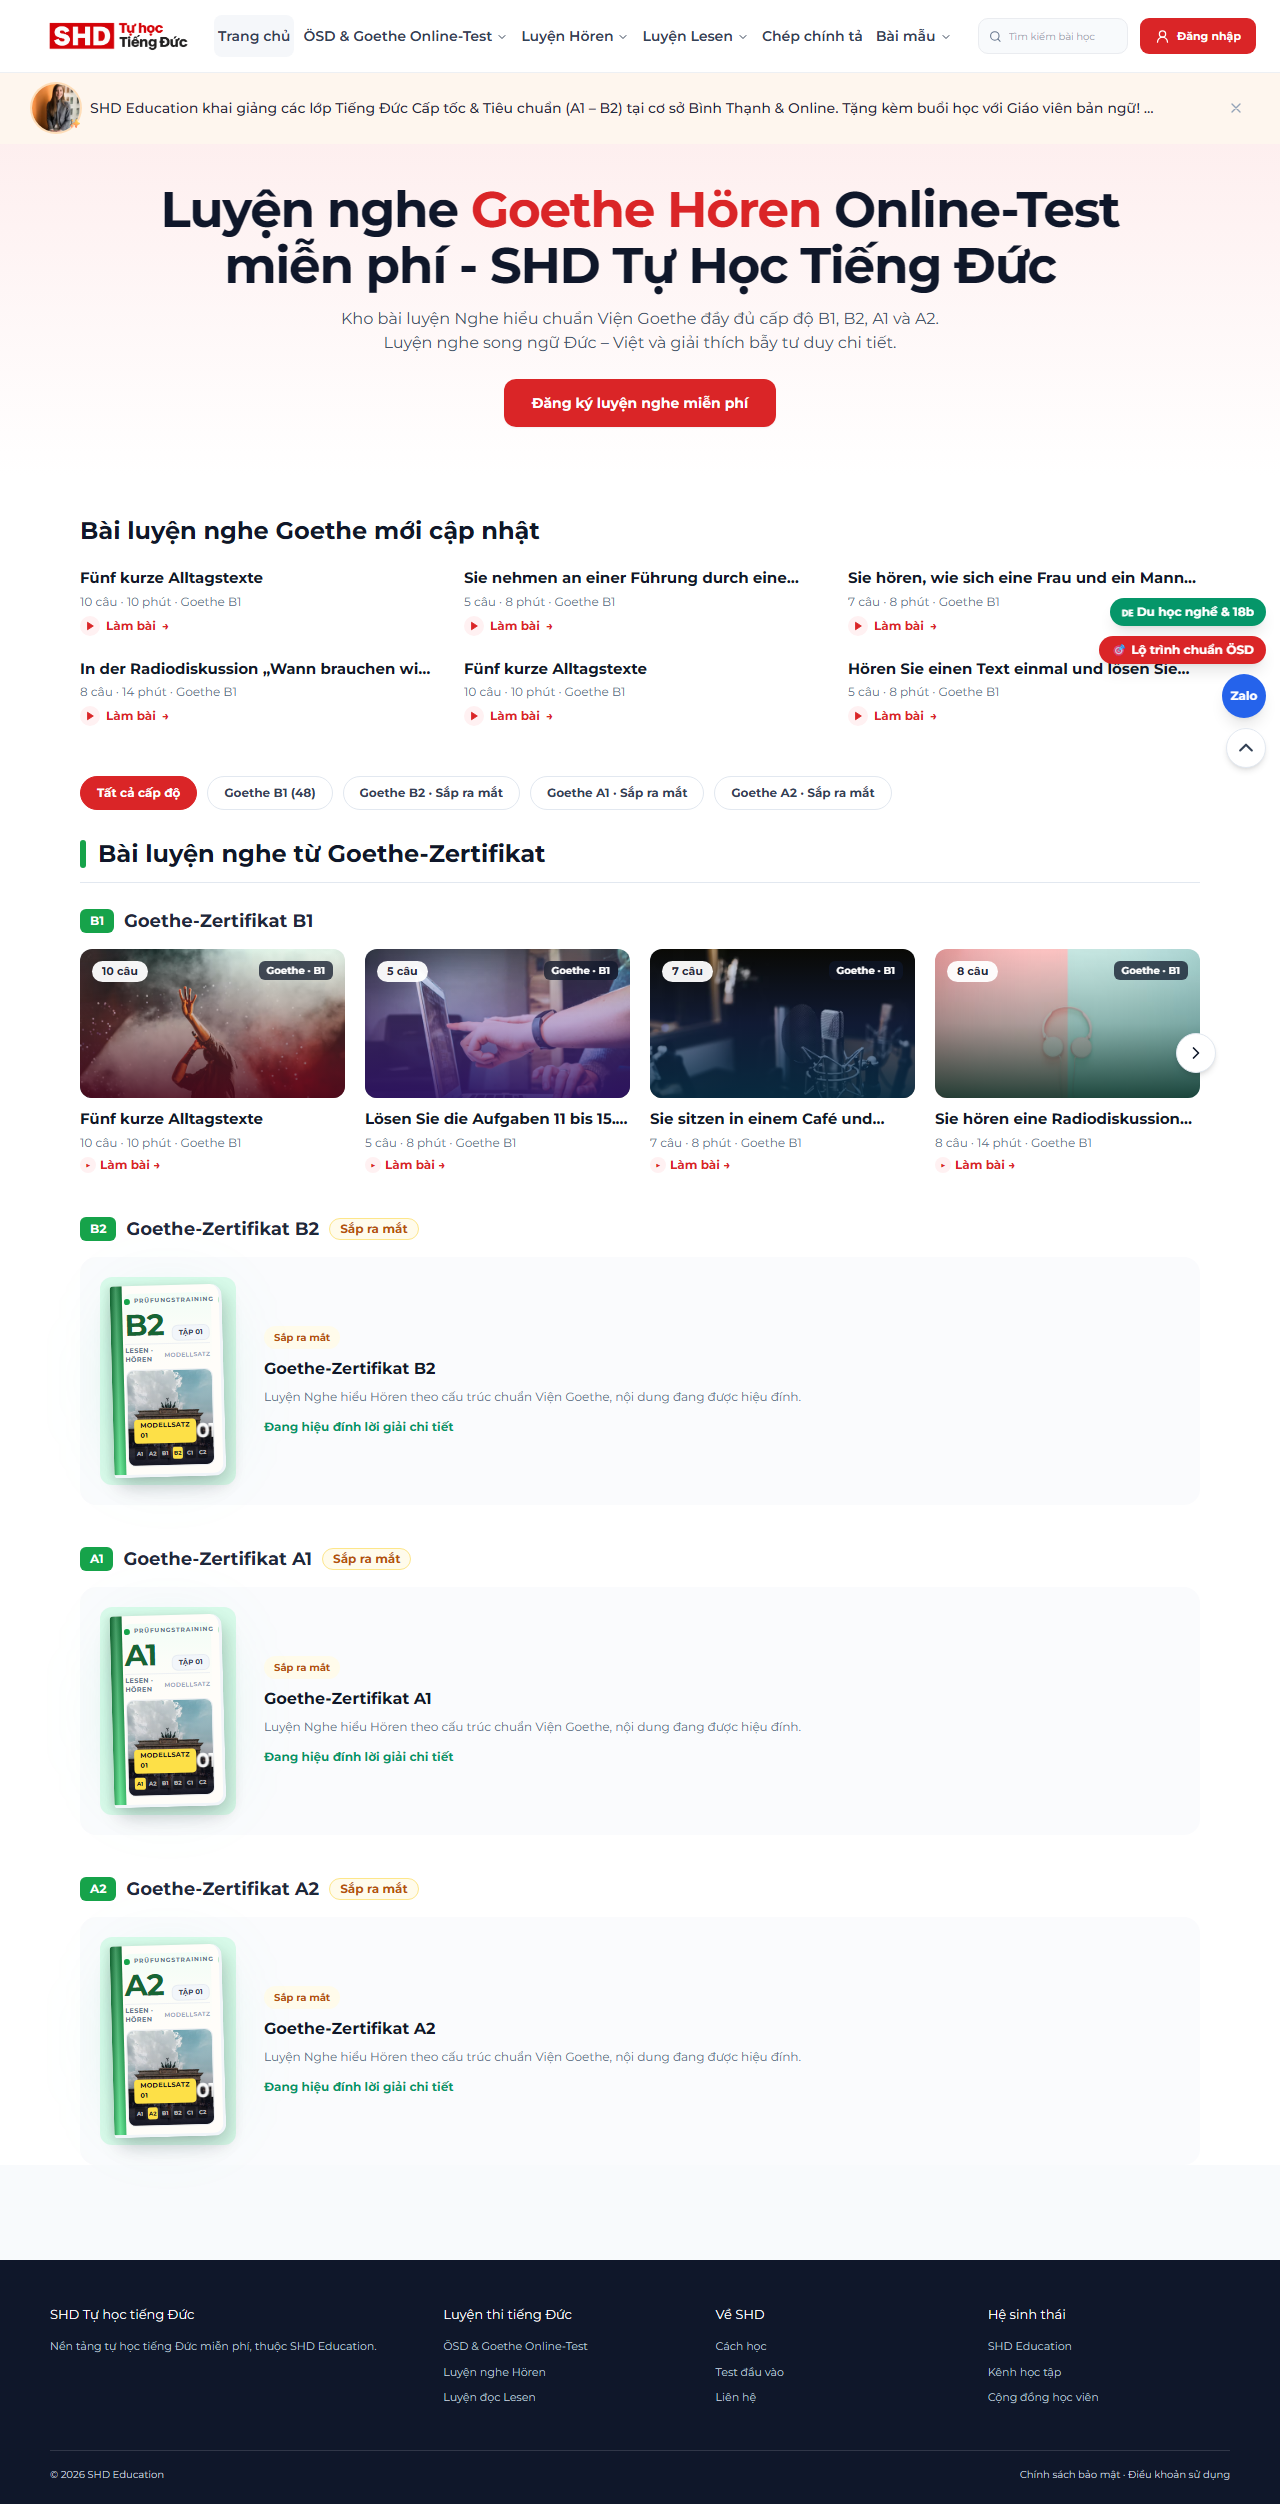 SHD Tự học
Tiếng Đức
Trang chủ
ÖSD & Goethe Online-Test
Luyện Hören
Luyện Lesen
Chép chính tả
Bài mẫu
Tìm kiếm bài học
Đăng nhập
SHD Education khai giảng các lớp Tiếng Đức Cấp tốc & Tiêu chuẩn (A1 – B2) tại cơ sở Bình Thạnh & Online. Tặng kèm buổi học với Giáo viên bản ngữ! ...
Luyện nghe Goethe Hören Online-Test
miễn phí - SHD Tự Học Tiếng Đức
Kho bài luyện Nghe hiểu chuẩn Viện Goethe đầy đủ cấp độ B1, B2, A1 và A2.
Luyện nghe song ngữ Đức – Việt và giải thích bẫy tư duy chi tiết.
Đăng ký luyện nghe miễn phí
Bài luyện nghe Goethe mới cập nhật
Fünf kurze Alltagstexte
10 câu · 10 phút · Goethe B1
Làm bài →
Sie nehmen an einer Führung durch eine...
5 câu · 8 phút · Goethe B1
Làm bài →
Sie hören, wie sich eine Frau und ein Mann...
7 câu · 8 phút · Goethe B1
Làm bài →
DE Du học nghề & 18b
Lộ trình chuẩn ÖSD
Zalo
In der Radiodiskussion „Wann brauchen wi...
8 câu · 14 phút · Goethe B1
Làm bài →
Fünf kurze Alltagstexte
10 câu · 10 phút · Goethe B1
Làm bài →
Hören Sie einen Text einmal und lösen Sie...
5 câu · 8 phút · Goethe B1
Làm bài →
Tất cả cấp độ
Goethe B1 (48)
Goethe B2 · Sắp ra mắt
Goethe A1 · Sắp ra mắt
Goethe A2 · Sắp ra mắt
Bài luyện nghe từ Goethe-Zertifikat
B1 Goethe-Zertifikat B1
10 câu
Goethe · B1
5 câu
Goethe · B1
7 câu
Goethe · B1
8 câu
Goethe · B1
Fünf kurze Alltagstexte
10 câu · 10 phút · Goethe B1
Làm bài →
Lösen Sie die Aufgaben 11 bis 15....
5 câu · 8 phút · Goethe B1
Làm bài →
Sie sitzen in einem Café und...
7 câu · 8 phút · Goethe B1
Làm bài →
Sie hören eine Radiodiskussion...
8 câu · 14 phút · Goethe B1
Làm bài →
B2 Goethe-Zertifikat B2 Sắp ra mắt
PRÜFUNGSTRAINING
B2
TẬP 01
LESEN ·
HÖREN
MODELLSATZ
MODELLSATZ
01
01
A1 A2 B1 B2 C1 C2
Sắp ra mắt
Goethe-Zertifikat B2
Luyện Nghe hiểu Hören theo cấu trúc chuẩn Viện Goethe, nội dung đang được hiệu đính.
Đang hiệu đính lời giải chi tiết
A1 Goethe-Zertifikat A1 Sắp ra mắt
PRÜFUNGSTRAINING
A1
TẬP 01
LESEN ·
HÖREN
MODELLSATZ
MODELLSATZ
01
01
A1 A2 B1 B2 C1 C2
Sắp ra mắt
Goethe-Zertifikat A1
Luyện Nghe hiểu Hören theo cấu trúc chuẩn Viện Goethe, nội dung đang được hiệu đính.
Đang hiệu đính lời giải chi tiết
A2 Goethe-Zertifikat A2 Sắp ra mắt
PRÜFUNGSTRAINING
A2
TẬP 01
LESEN ·
HÖREN
MODELLSATZ
MODELLSATZ
01
01
A1 A2 B1 B2 C1 C2
Sắp ra mắt
Goethe-Zertifikat A2
Luyện Nghe hiểu Hören theo cấu trúc chuẩn Viện Goethe, nội dung đang được hiệu đính.
Đang hiệu đính lời giải chi tiết
SHD Tự học tiếng Đức
Nền tảng tự học tiếng Đức miễn phí, thuộc SHD Education.
Luyện thi tiếng Đức
ÖSD & Goethe Online-Test
Luyện nghe Hören
Luyện đọc Lesen
Về SHD
Cách học
Test đầu vào
Liên hệ
Hệ sinh thái
SHD Education
Kênh học tập
Cộng đồng học viên
© 2026 SHD Education
Chính sách bảo mật · Điều khoản sử dụng